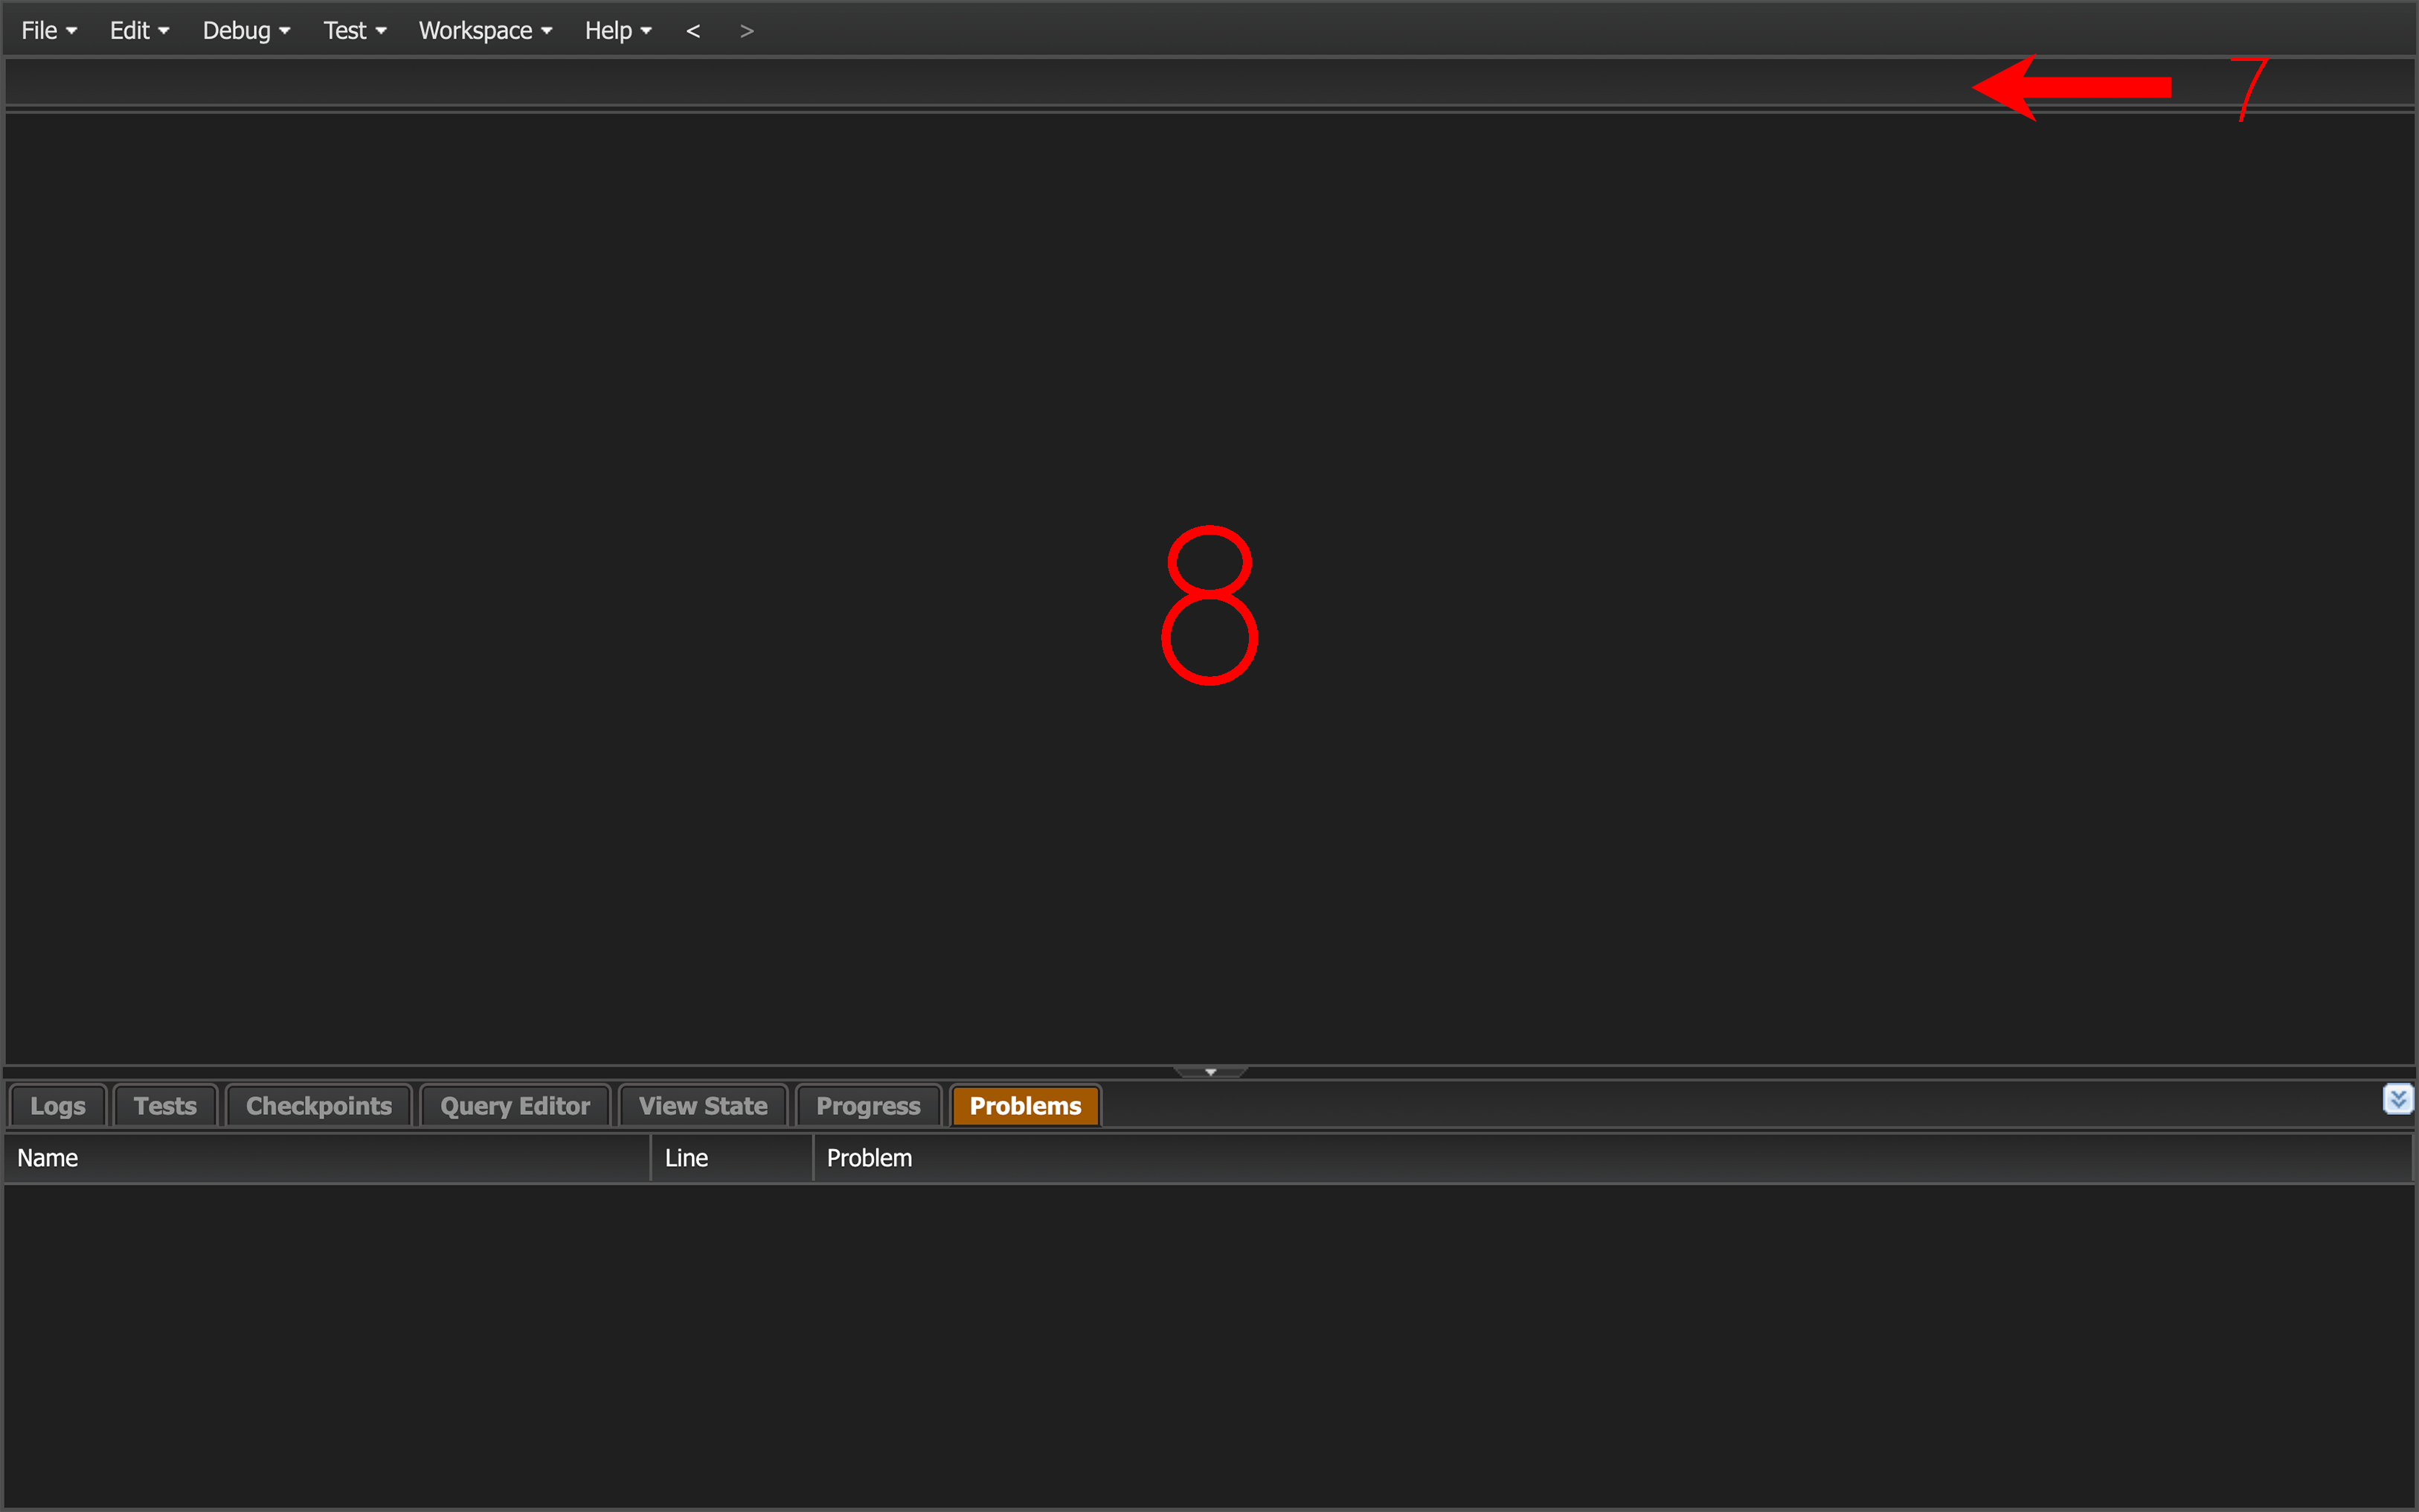 File Edit Debug Test Workspace Help < >
7
8
Logs Tests Checkpoints Query Editor View State Progress Problems
Name Line Problem